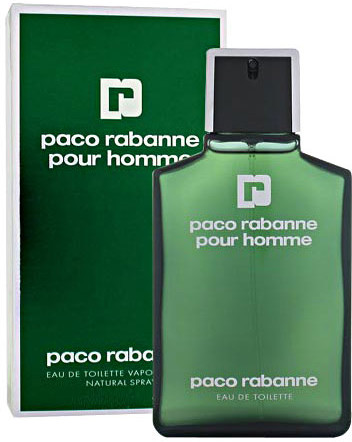 paco rabanne
pour homme
paco raba
EAU DE TOILETTE VAPO
NATURAL SPRAY
paco rabanne
pour homme
paco rabanne
EAU DE TOILETTE